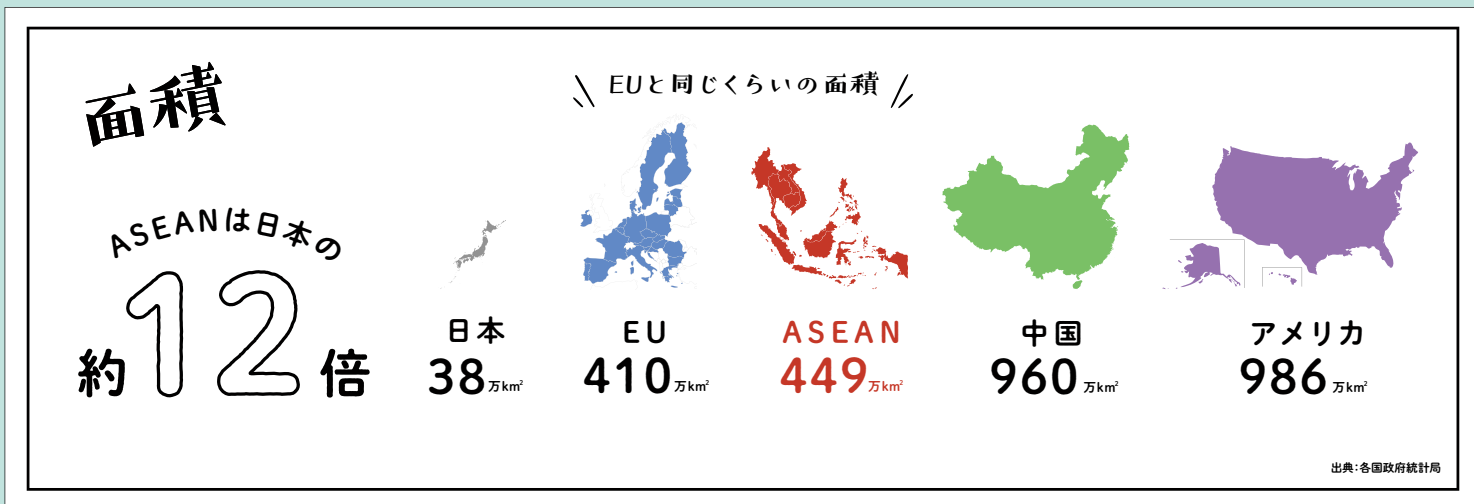 面積
ASEANは日本の
約12倍
EUと同じくらいの面積
日本
38万km²
EU
410万km²
ASEAN
449万km²
中国
960万km²
アメリカ
986万km²
出典:各国政府統計局